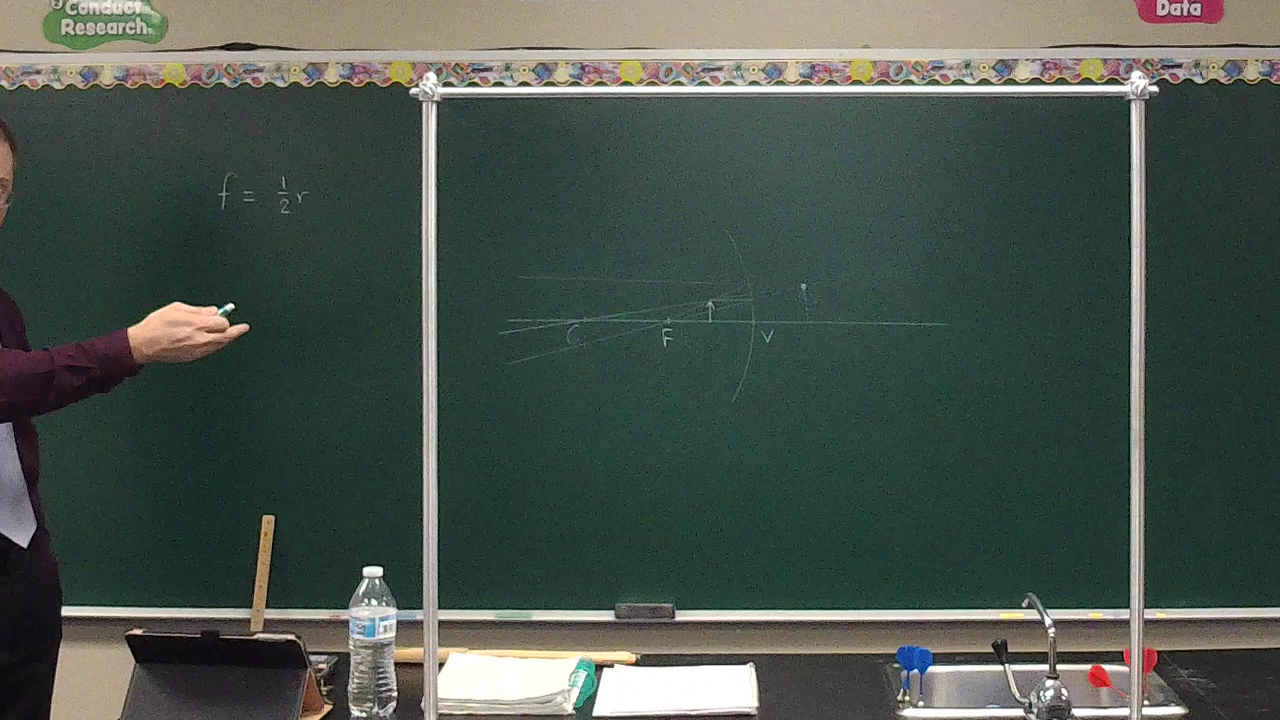 Conduct
Research
Data
f = 1/2 r
C F V